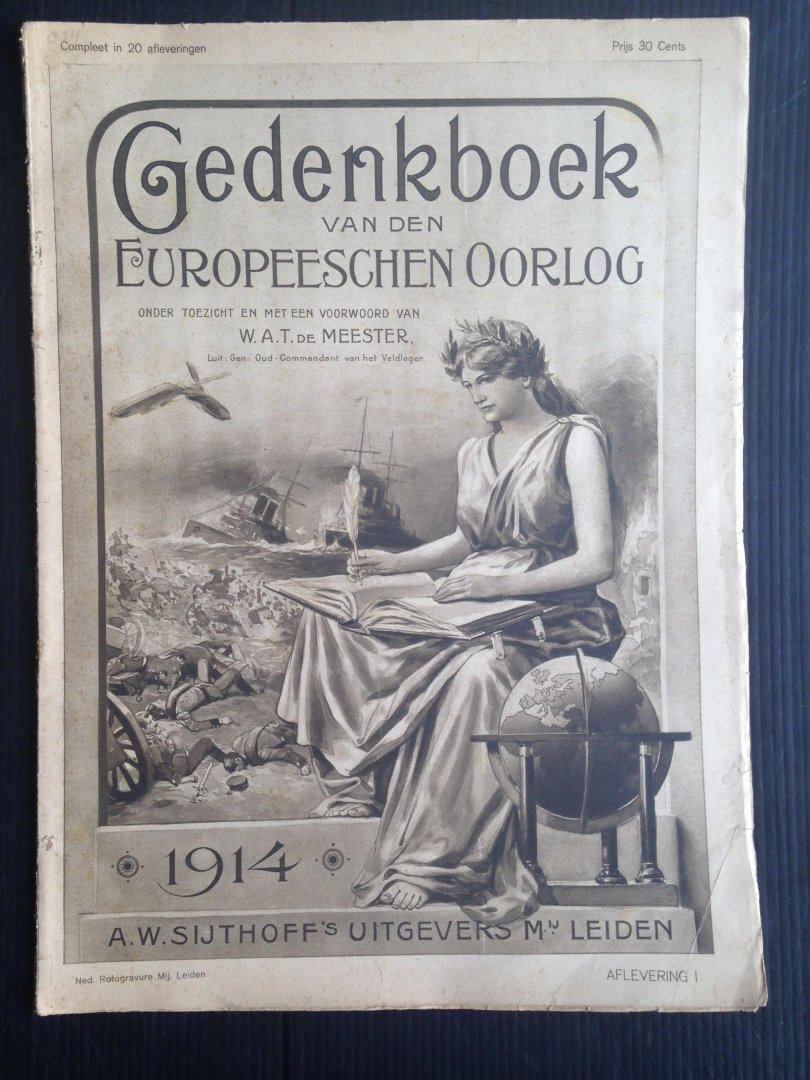 Compleet in 20 afleveringen
Prijs 30 Cents
Gedenkboek
VAN DEN
EUROPEESCHEN OORLOG
ONDER TOEZICHT EN MET EEN VOORWOORD VAN
W.A.T. DE MEESTER.
Luit: Gen: Oud-Commandant van het Veldleger.
1914
A.W. SIJTHOFF'S UITGEVERS Mij LEIDEN
Ned. Rotogravure Mij. Leiden
AFLEVERING I